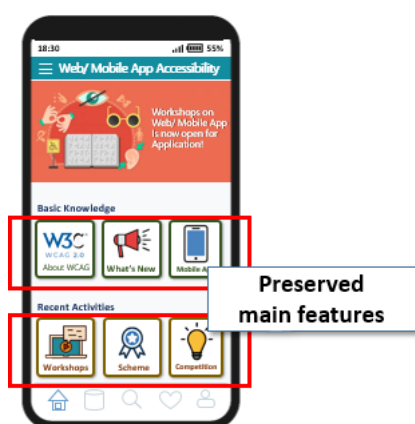 18:30 55%
Web/ Mobile App Accessibility
Workshops on
Web/ Mobile App
Is now open for
Application!
Basic Knowledge
W3C
WCAG 2.0
About WCAG What's New Mobile A
Preserved
main features
Recent Activities
Workshops Scheme Competition